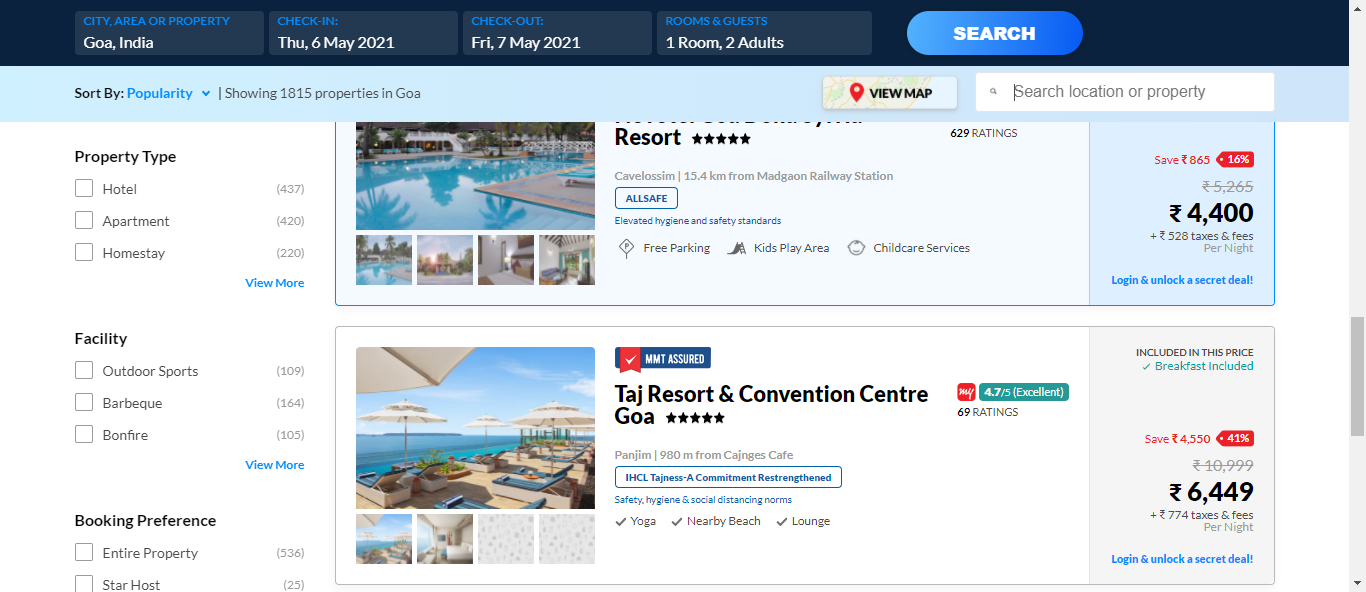 CITY, AREA OR PROPERTY
Goa, India
CHECK-IN:
Thu, 6 May 2021
CHECK-OUT:
Fri, 7 May 2021
ROOMS & GUESTS
1 Room, 2 Adults
SEARCH
Sort By: Popularity | Showing 1815 properties in Goa
VIEW MAP
Search location or property
Property Type
Hotel (437)
Apartment (420)
Homestay (220)
View More
Facility
Outdoor Sports (109)
Barbeque (164)
Bonfire (105)
View More
Booking Preference
Entire Property (536)
Star Host (25)
Resort
629 RATINGS
Cavelossim | 15.4 km from Madgaon Railway Station
ALLSAFE
Elevated hygiene and safety standards
Free Parking Kids Play Area Childcare Services
Save ₹ 865 16%
₹ 5,265
₹ 4,400
+ ₹ 528 taxes & fees
Per Night
Login & unlock a secret deal!
MMT ASSURED
Taj Resort & Convention Centre
Goa
my 4.7/5 (Excellent)
69 RATINGS
Panjim | 980 m from Cajnges Cafe
IHCL Tajness-A Commitment Restrengthened
Safety, hygiene & social distancing norms
Yoga Nearby Beach Lounge
INCLUDED IN THIS PRICE
Breakfast Included
Save ₹ 4,550 41%
₹ 10,999
₹ 6,449
+ ₹ 774 taxes & fees
Per Night
Login & unlock a secret deal!